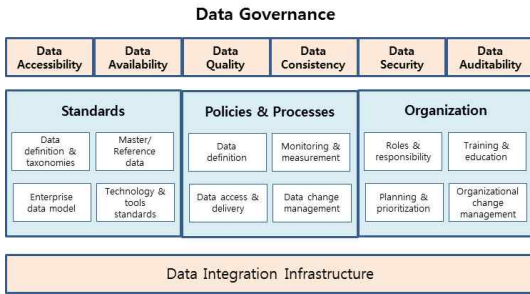 Data Governance
Data Accessibility
Data Availability
Data Quality
Data Consistency
Data Security
Data Auditability
Standards
Data definition & taxonomies
Master/ Reference data
Enterprise data model
Technology & tools standards
Policies & Processes
Data definition
Monitoring & measurement
Data access & delivery
Data change management
Organization
Roles & responsibility
Training & education
Planning & prioritization
Organizational change management
Data Integration Infrastructure